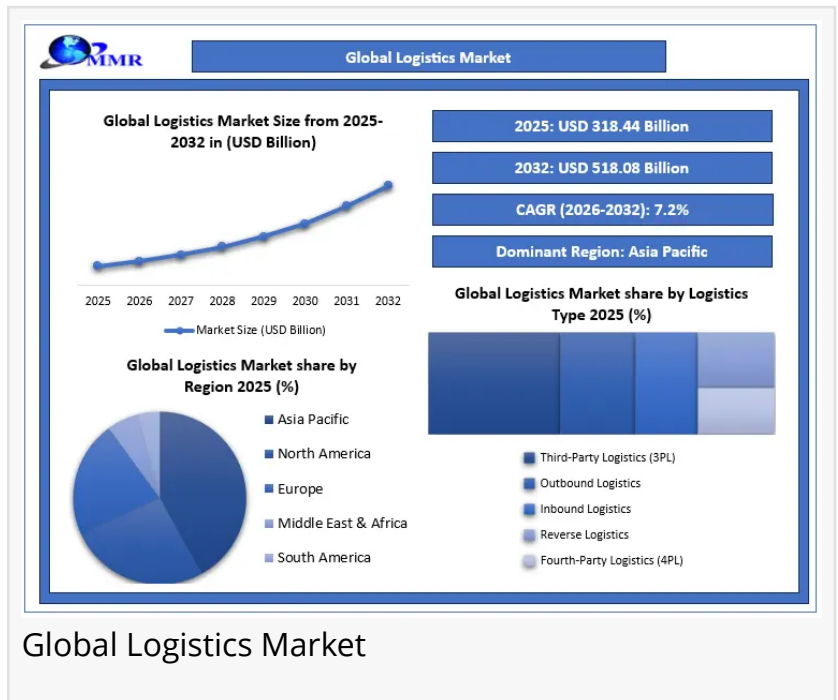 MMR
Global Logistics Market
Global Logistics Market Size from 2025-
2032 in (USD Billion)
2025 2026 2027 2028 2029 2030 2031 2032
Market Size (USD Billion)
2025: USD 318.44 Billion
2032: USD 518.08 Billion
CAGR (2026-2032): 7.2%
Dominant Region: Asia Pacific
Global Logistics Market share by
Region 2025 (%)
Asia Pacific
North America
Europe
Middle East & Africa
South America
Global Logistics Market share by Logistics
Type 2025 (%)
Third-Party Logistics (3PL)
Outbound Logistics
Inbound Logistics
Reverse Logistics
Fourth-Party Logistics (4PL)
Global Logistics Market